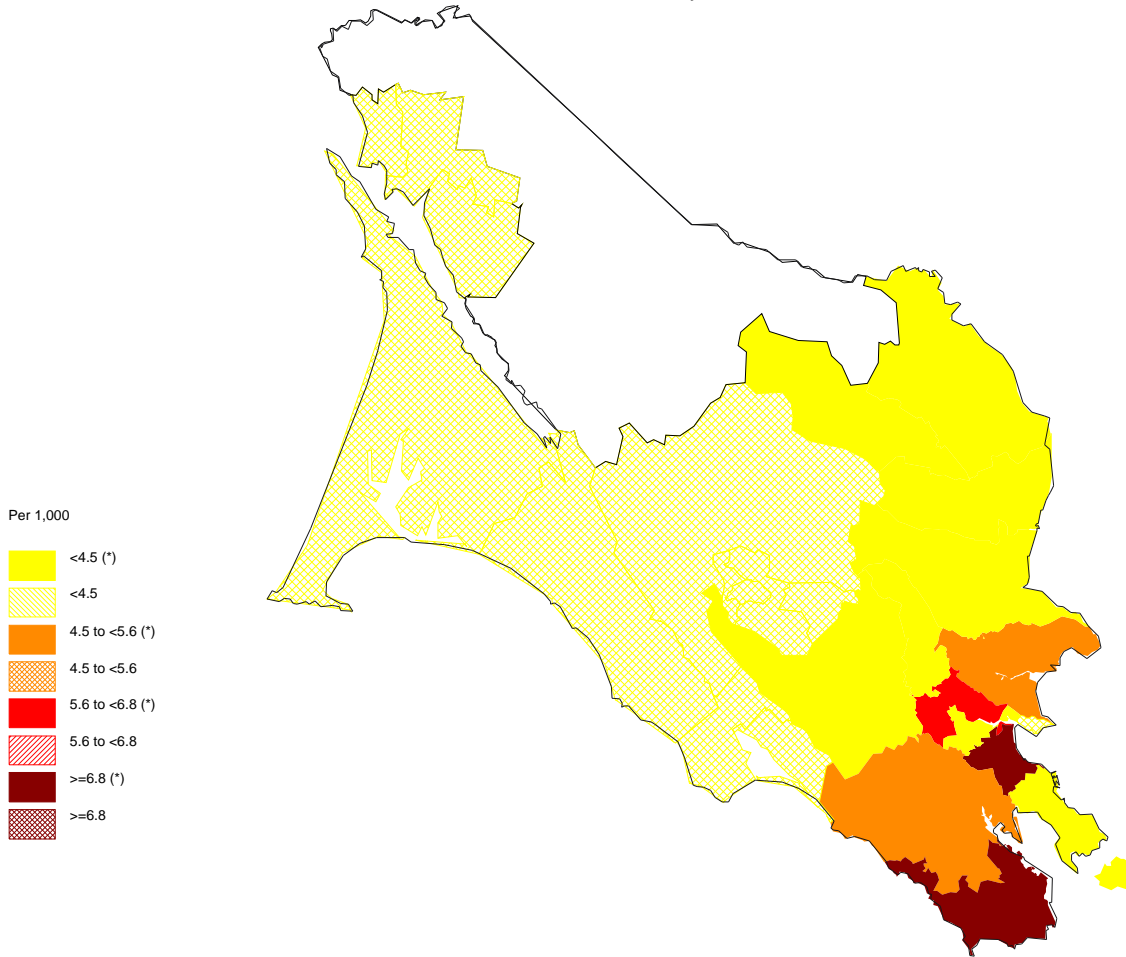 Per 1,000
<4.5 (*)
<4.5
4.5 to <5.6 (*)
4.5 to <5.6
5.6 to <6.8 (*)
5.6 to <6.8
>=6.8 (*)
>=6.8